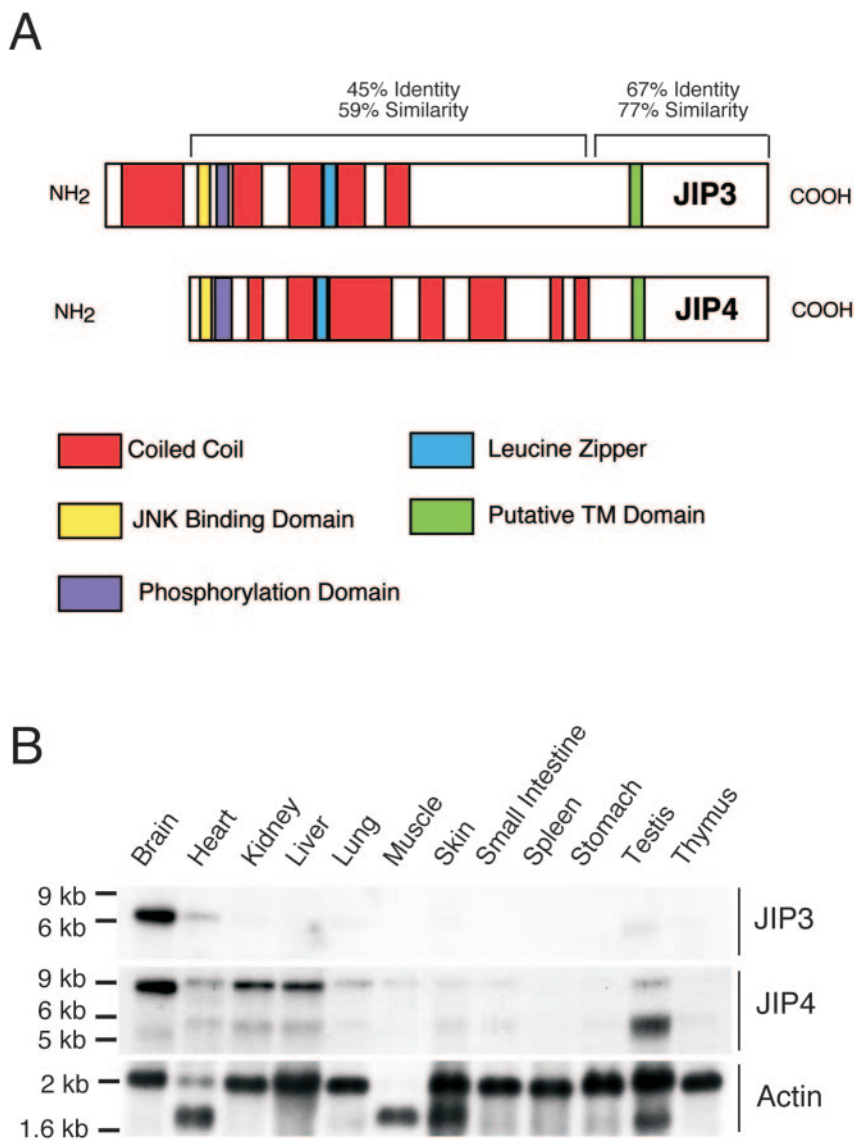 A
45% Identity
59% Similarity
67% Identity
77% Similarity
NH2
JIP3
COOH
NH2
JIP4
COOH
Coiled Coil
Leucine Zipper
JNK Binding Domain
Putative TM Domain
Phosphorylation Domain
B
Brain
Heart
Kidney
Liver
Lung
Muscle
Skin
Small Intestine
Spleen
Stomach
Testis
Thymus
9 kb
6 kb
JIP3
9 kb
6 kb
5 kb
JIP4
2 kb
1.6 kb
Actin